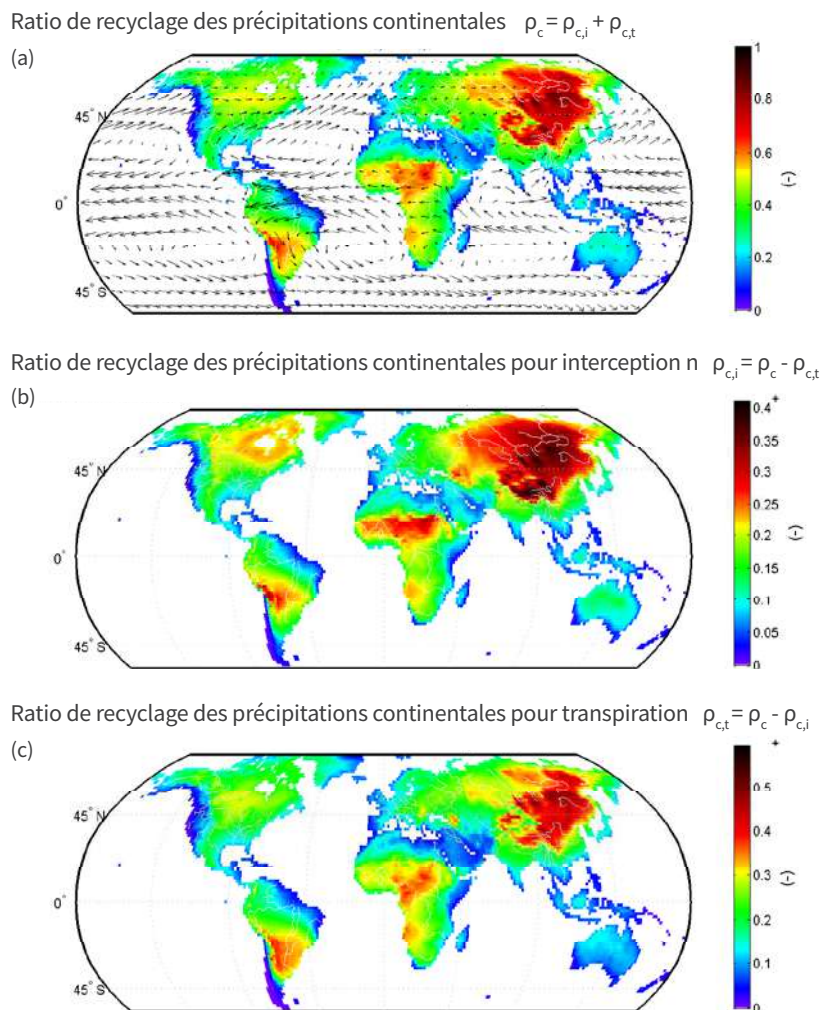 Ratio de recyclage des précipitations continentales ρc = ρc,i + ρc,t
(a)
1
0.8
0.6
0.4
0.2
0
(-)
45° N
0°
45° S
Ratio de recyclage des précipitations continentales pour interception n ρc,i = ρc - ρc,t
(b)
0.4+
0.35
0.3
0.25
0.2
0.15
0.1
0.05
0
(-)
45° N
0°
45° S
Ratio de recyclage des précipitations continentales pour transpiration ρc,t = ρc - ρc,i
(c)
+
0.5
0.4
0.3
0.2
0.1
0
(-)
45° N
0°
45° S